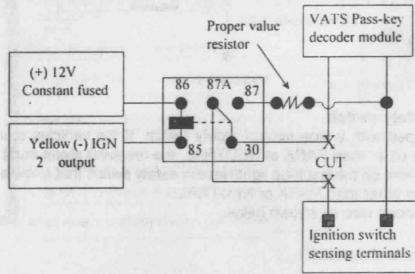 VATS Pass-key
decoder module
Proper value
resistor
(+) 12V
Constant fused
86 87A 87
Yellow (-) IGN
2 output
85 30
CUT
Ignition switch
sensing terminals